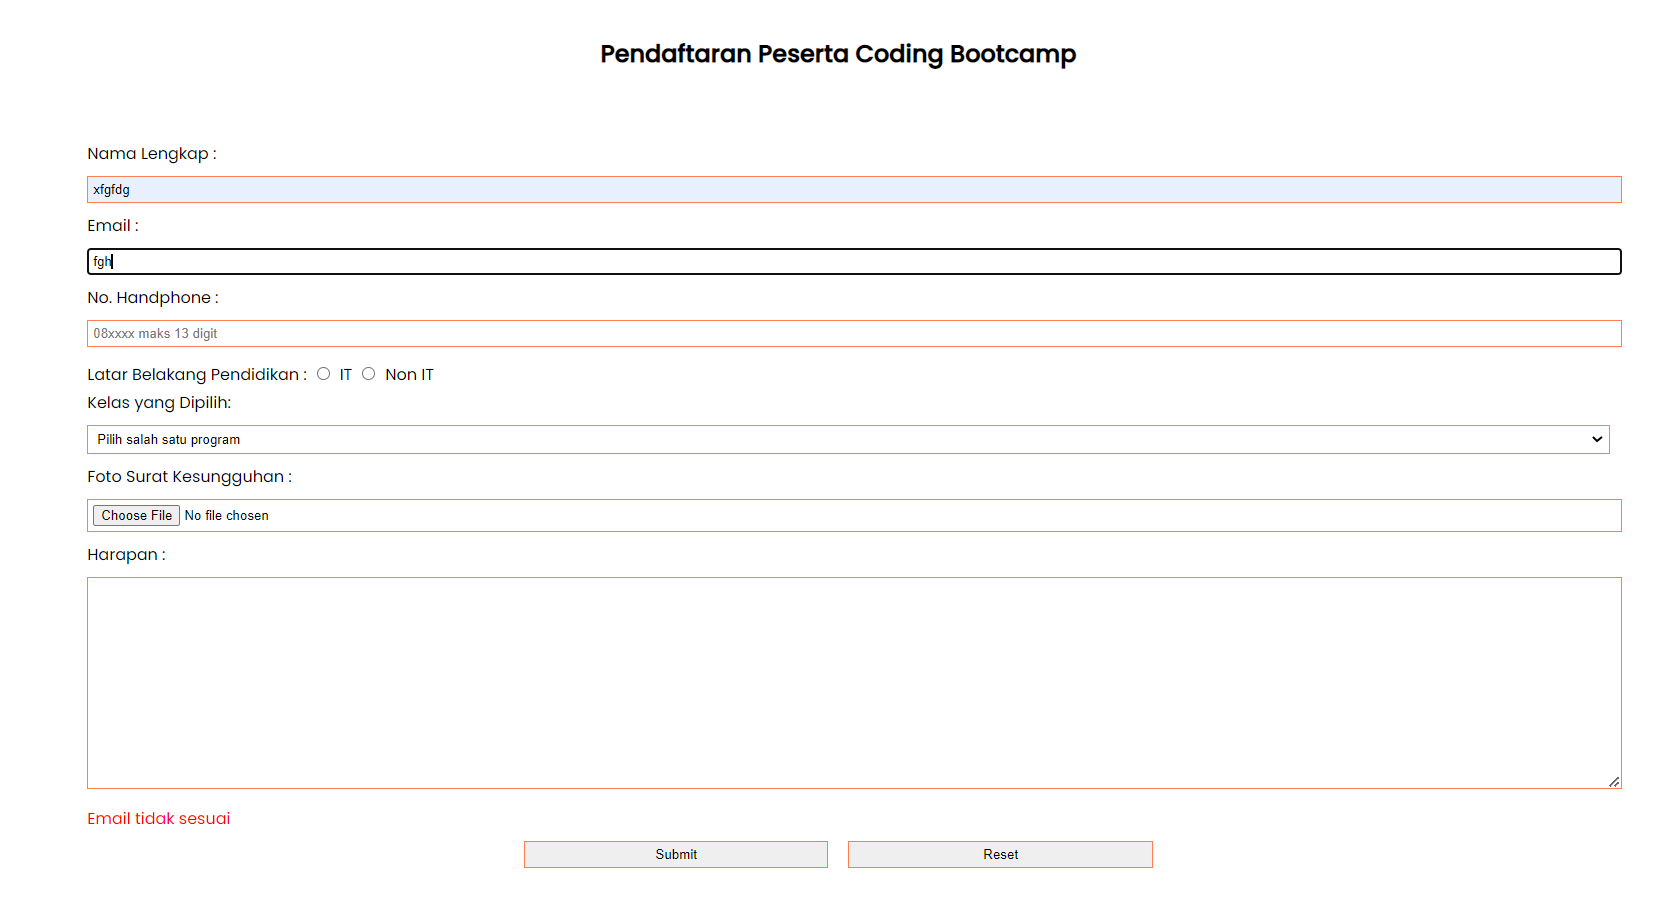 Pendaftaran Peserta Coding Bootcamp
Nama Lengkap :
xfgfdg
Email :
fgh
No. Handphone :
08xxxx maks 13 digit
Latar Belakang Pendidikan : IT Non IT
Kelas yang Dipilih:
Pilih salah satu program
Foto Surat Kesungguhan :
Choose File No file chosen
Harapan :
Email tidak sesuai
Submit Reset